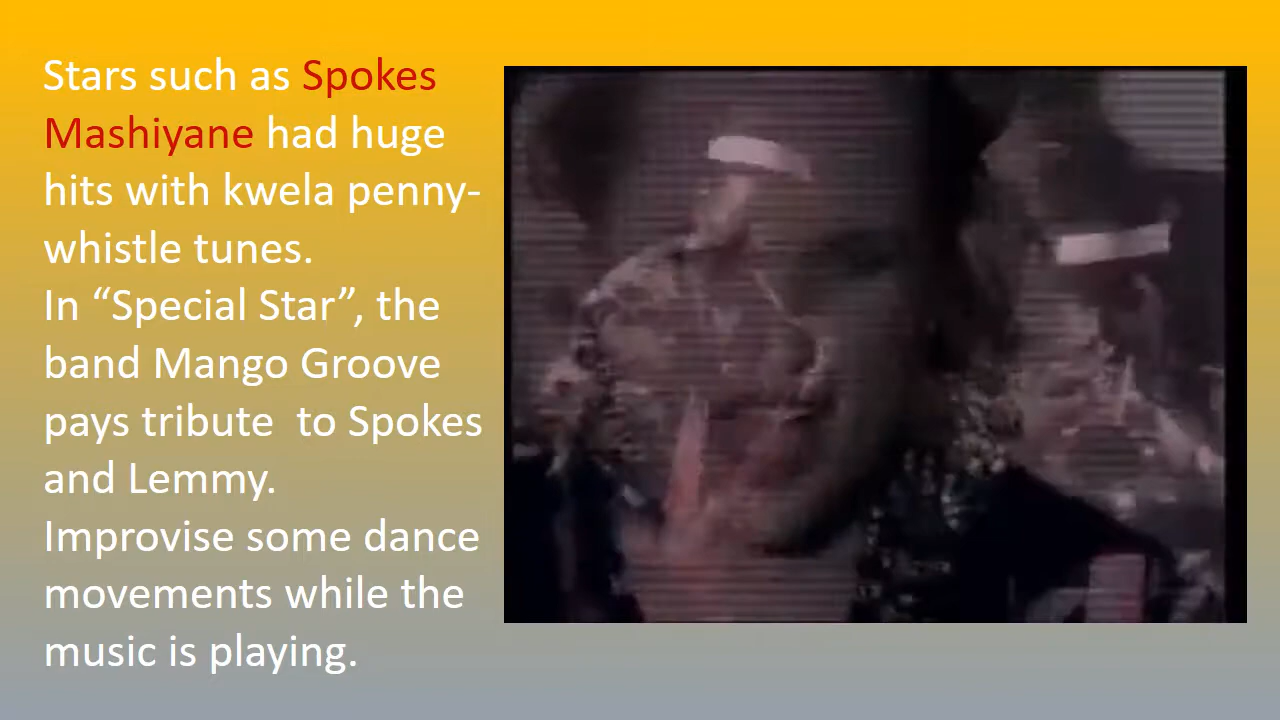 Stars such as Spokes
Mashiyane had huge
hits with kwela penny-
whistle tunes.
In “Special Star”, the
band Mango Groove
pays tribute  to Spokes
and Lemmy.
Improvise some dance
movements while the
music is playing.